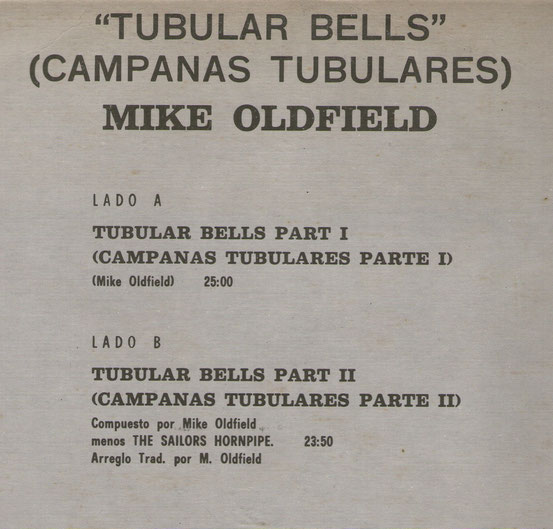 “TUBULAR BELLS”
(CAMPANAS TUBULARES)
MIKE OLDFIELD
LADO A
TUBULAR BELLS PART I
(CAMPANAS TUBULARES PARTE I)
(Mike Oldfield) 25:00
LADO B
TUBULAR BELLS PART II
(CAMPANAS TUBULARES PARTE II)
Compuesto por Mike Oldfield
menos THE SAILORS HORNPIPE. 23:50
Arreglo Trad. por M. Oldfield